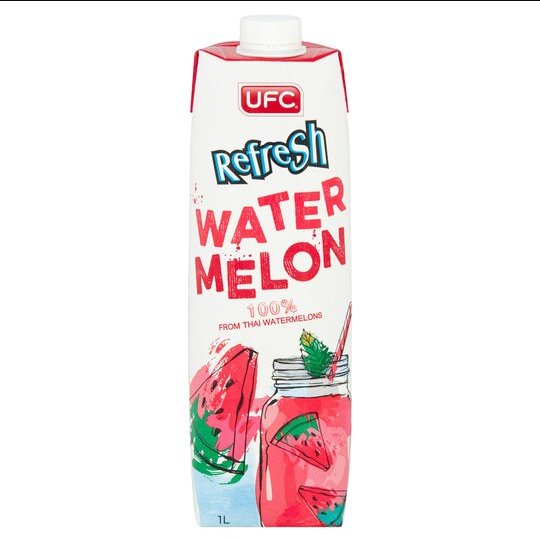 UFC®
Refresh
WATER
MELON
100%
FROM THAI WATERMELONS
1L